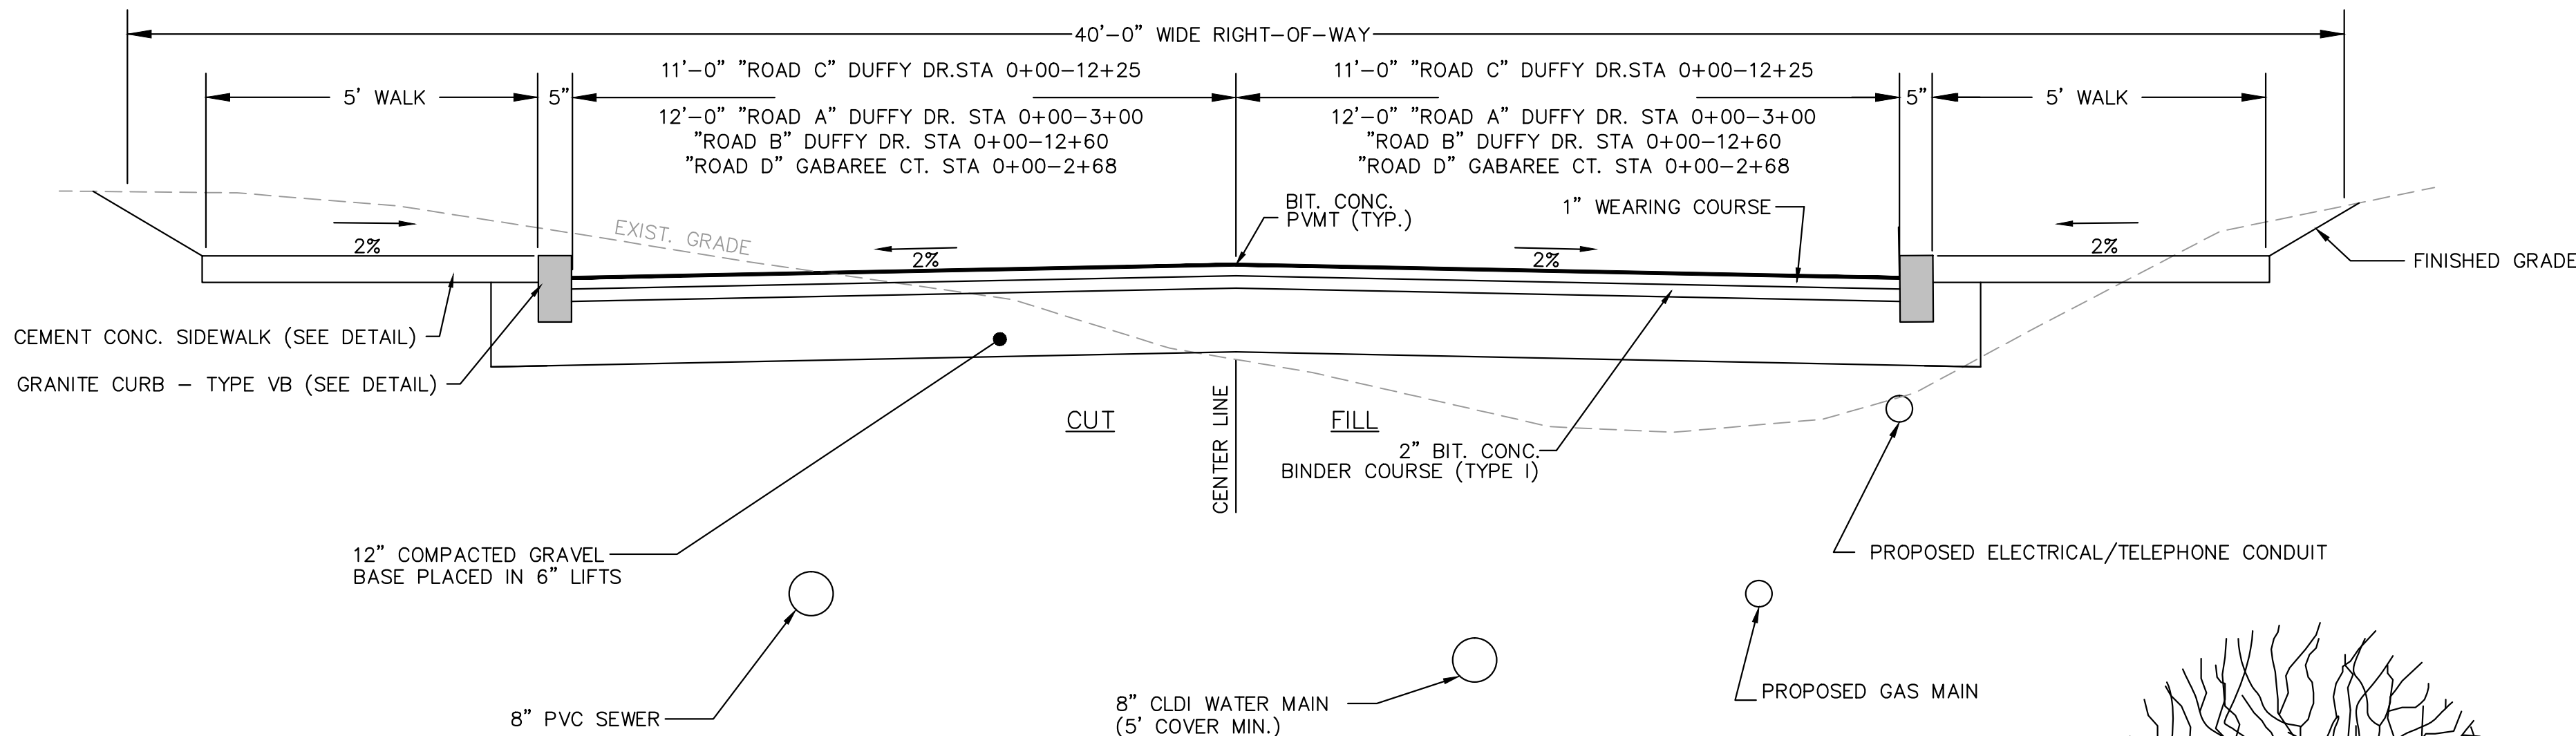 40'-0" WIDE RIGHT-OF-WAY
11'-0" "ROAD C" DUFFY DR.STA 0+00-12+25
11'-0" "ROAD C" DUFFY DR.STA 0+00-12+25
5' WALK
5"
5"
5' WALK
12'-0" "ROAD A" DUFFY DR. STA 0+00-3+00
"ROAD B" DUFFY DR. STA 0+00-12+60
"ROAD D" GABAREE CT. STA 0+00-2+68
12'-0" "ROAD A" DUFFY DR. STA 0+00-3+00
"ROAD B" DUFFY DR. STA 0+00-12+60
"ROAD D" GABAREE CT. STA 0+00-2+68
BIT. CONC.
PVMT (TYP.)
1" WEARING COURSE
EXIST. GRADE
2%
2%
2%
2%
FINISHED GRADE
CEMENT CONC. SIDEWALK (SEE DETAIL)
GRANITE CURB - TYPE VB (SEE DETAIL)
CUT
CENTER LINE
FILL
2" BIT. CONC.
BINDER COURSE (TYPE I)
12" COMPACTED GRAVEL
BASE PLACED IN 6" LIFTS
PROPOSED ELECTRICAL/TELEPHONE CONDUIT
8" PVC SEWER
8" CLDI WATER MAIN
(5' COVER MIN.)
PROPOSED GAS MAIN